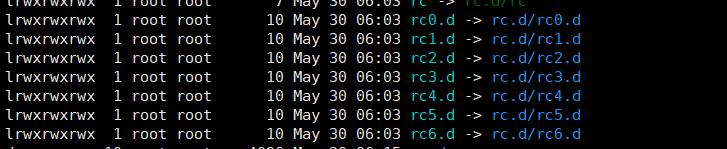 lrwxrwxrwx 1 root root 7 May 30 06:03 rc -> rc.d/rc
lrwxrwxrwx 1 root root 10 May 30 06:03 rc0.d -> rc.d/rc0.d
lrwxrwxrwx 1 root root 10 May 30 06:03 rc1.d -> rc.d/rc1.d
lrwxrwxrwx 1 root root 10 May 30 06:03 rc2.d -> rc.d/rc2.d
lrwxrwxrwx 1 root root 10 May 30 06:03 rc3.d -> rc.d/rc3.d
lrwxrwxrwx 1 root root 10 May 30 06:03 rc4.d -> rc.d/rc4.d
lrwxrwxrwx 1 root root 10 May 30 06:03 rc5.d -> rc.d/rc5.d
lrwxrwxrwx 1 root root 10 May 30 06:03 rc6.d -> rc.d/rc6.d